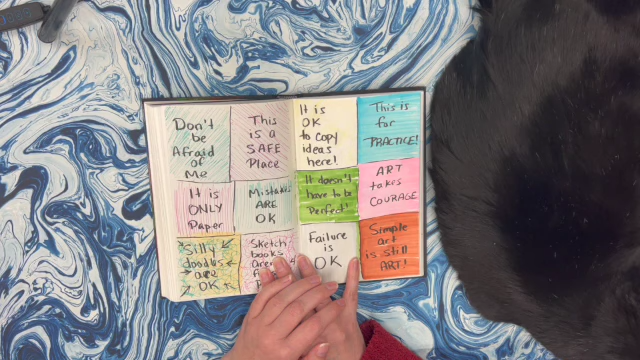 Don't
be
Afraid
of
Me
This
is a
SAFE
Place
It is
OK
to copy
ideas
here!
This is
for
PRACTICE!
It is
ONLY
Paper
Mistakes
ARE
OK
It doesn't
have to be
Perfect!
ART
takes
COURAGE
Silly
doodles
are
OK
Sketch
books
Failure
is
OK
Simple
art
is still
ART!